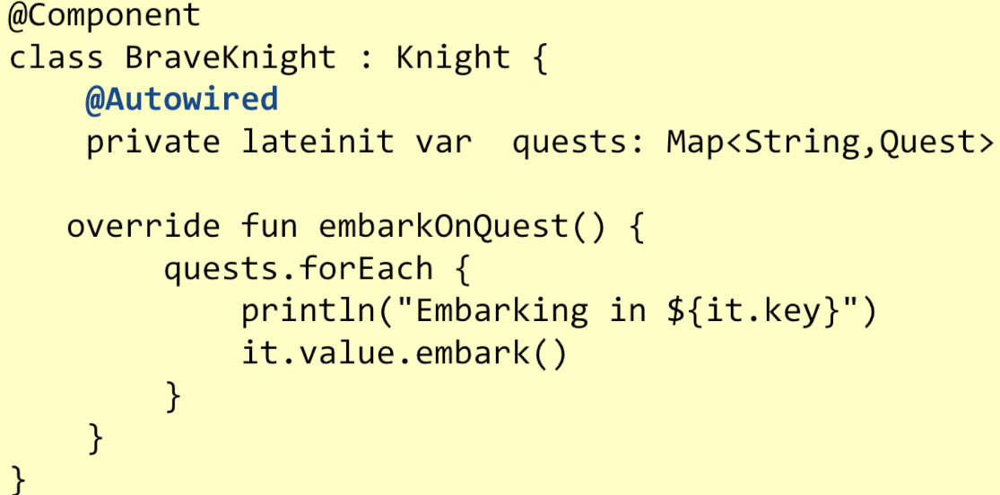 @Component
class BraveKnight : Knight {
    @Autowired
    private lateinit var  quests: Map<String,Quest>

   override fun embarkOnQuest() {
        quests.forEach {
            println("Embarking in ${it.key}")
            it.value.embark()
        }
    }
}